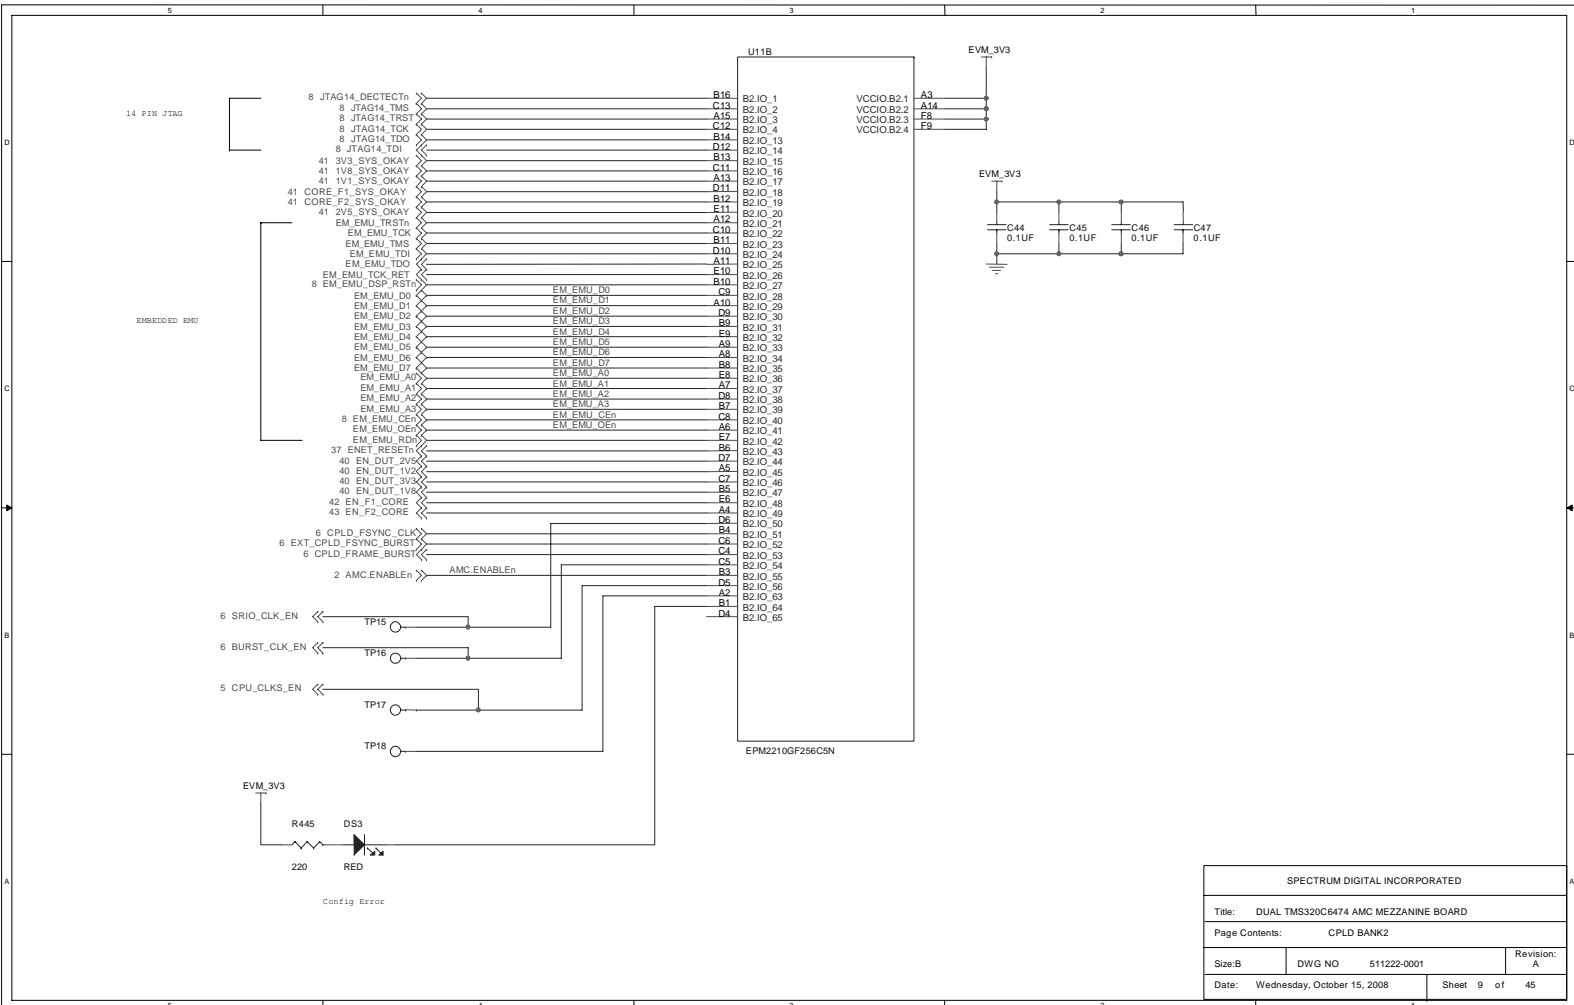 5 4 3 2 1
U11B
EVM_3V3
14 PIN JTAG
8 JTAG14_DECTECTn B16 B2.IO_1 VCCIO.B2.1 A3
8 JTAG14_TMS C13 B2.IO_2 VCCIO.B2.2 A14
8 JTAG14_TRST A15 B2.IO_3 VCCIO.B2.3 F8
8 JTAG14_TCK C12 B2.IO_4 VCCIO.B2.4 F9
8 JTAG14_TDO B14 B2.IO_13
8 JTAG14_TDI D12 B2.IO_14
41 3V3_SYS_OKAY B13 B2.IO_15
41 1V8_SYS_OKAY C11 B2.IO_16
41 1V1_SYS_OKAY A13 B2.IO_17
41 CORE_F1_SYS_OKAY D11 B2.IO_18
41 CORE_F2_SYS_OKAY B12 B2.IO_19
41 2V5_SYS_OKAY E11 B2.IO_20
EM_EMU_TRSTn A12 B2.IO_21
EM_EMU_TCK C10 B2.IO_22
EM_EMU_TMS B11 B2.IO_23
EM_EMU_TDI D10 B2.IO_24
EM_EMU_TDO A11 B2.IO_25
EM_EMU_TCK_RET E10 B2.IO_26
8 EM_EMU_DSP_RSTn B10 B2.IO_27
EM_EMU_D0 EM_EMU_D0 C9 B2.IO_28
EM_EMU_D1 EM_EMU_D1 A10 B2.IO_29
EM_EMU_D2 EM_EMU_D2 D9 B2.IO_30
EM_EMU_D3 EM_EMU_D3 B9 B2.IO_31
EM_EMU_D4 EM_EMU_D4 E9 B2.IO_32
EM_EMU_D5 EM_EMU_D5 A9 B2.IO_33
EM_EMU_D6 EM_EMU_D6 A8 B2.IO_34
EM_EMU_D7 EM_EMU_D7 B8 B2.IO_35
EM_EMU_A0 EM_EMU_A0 E8 B2.IO_36
EM_EMU_A1 EM_EMU_A1 A7 B2.IO_37
EM_EMU_A2 EM_EMU_A2 D8 B2.IO_38
EM_EMU_A3 EM_EMU_A3 B7 B2.IO_39
8 EM_EMU_CEn EM_EMU_CEn C8 B2.IO_40
EM_EMU_OEn EM_EMU_OEn A6 B2.IO_41
EM_EMU_RDn E7 B2.IO_42
37 ENET_RESETn B6 B2.IO_43
40 EN_DUT_2V5 D7 B2.IO_44
40 EN_DUT_1V2 A5 B2.IO_45
40 EN_DUT_3V3 C7 B2.IO_46
40 EN_DUT_1V8 B5 B2.IO_47
42 EN_F1_CORE E6 B2.IO_48
43 EN_F2_CORE A4 B2.IO_49
D6 B2.IO_50
6 CPLD_FSYNC_CLK B4 B2.IO_51
6 EXT_CPLD_FSYNC_BURST C6 B2.IO_52
6 CPLD_FRAME_BURST C4 B2.IO_53
C5 B2.IO_54
2 AMC.ENABLEn AMC.ENABLEn B3 B2.IO_55
D5 B2.IO_56
A2 B2.IO_63
B1 B2.IO_64
D4 B2.IO_65
EMBEDDED EMU
EVM_3V3
C44 C45 C46 C47
0.1UF 0.1UF 0.1UF 0.1UF
6 SRIO_CLK_EN
TP15
6 BURST_CLK_EN
TP16
5 CPU_CLKS_EN
TP17
TP18
EPM2210GF256C5N
EVM_3V3
R445 DS3
220 RED
Config Error
D D
C C
B B
A A
SPECTRUM DIGITAL INCORPORATED
Title: DUAL TMS320C6474 AMC MEZZANINE BOARD
Page Contents: CPLD BANK2
Size:B DWG NO 511222-0001 Revision: A
Date: Wednesday, October 15, 2008 Sheet 9 of 45